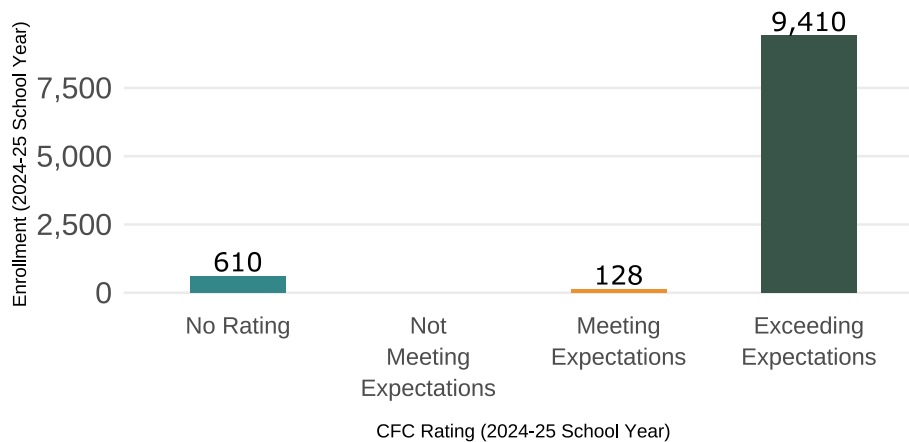 Enrollment (2024-25 School Year)
7,500
5,000
2,500
0
610
128
9,410
No Rating
Not
Meeting
Expectations
Meeting
Expectations
Exceeding
Expectations
CFC Rating (2024-25 School Year)